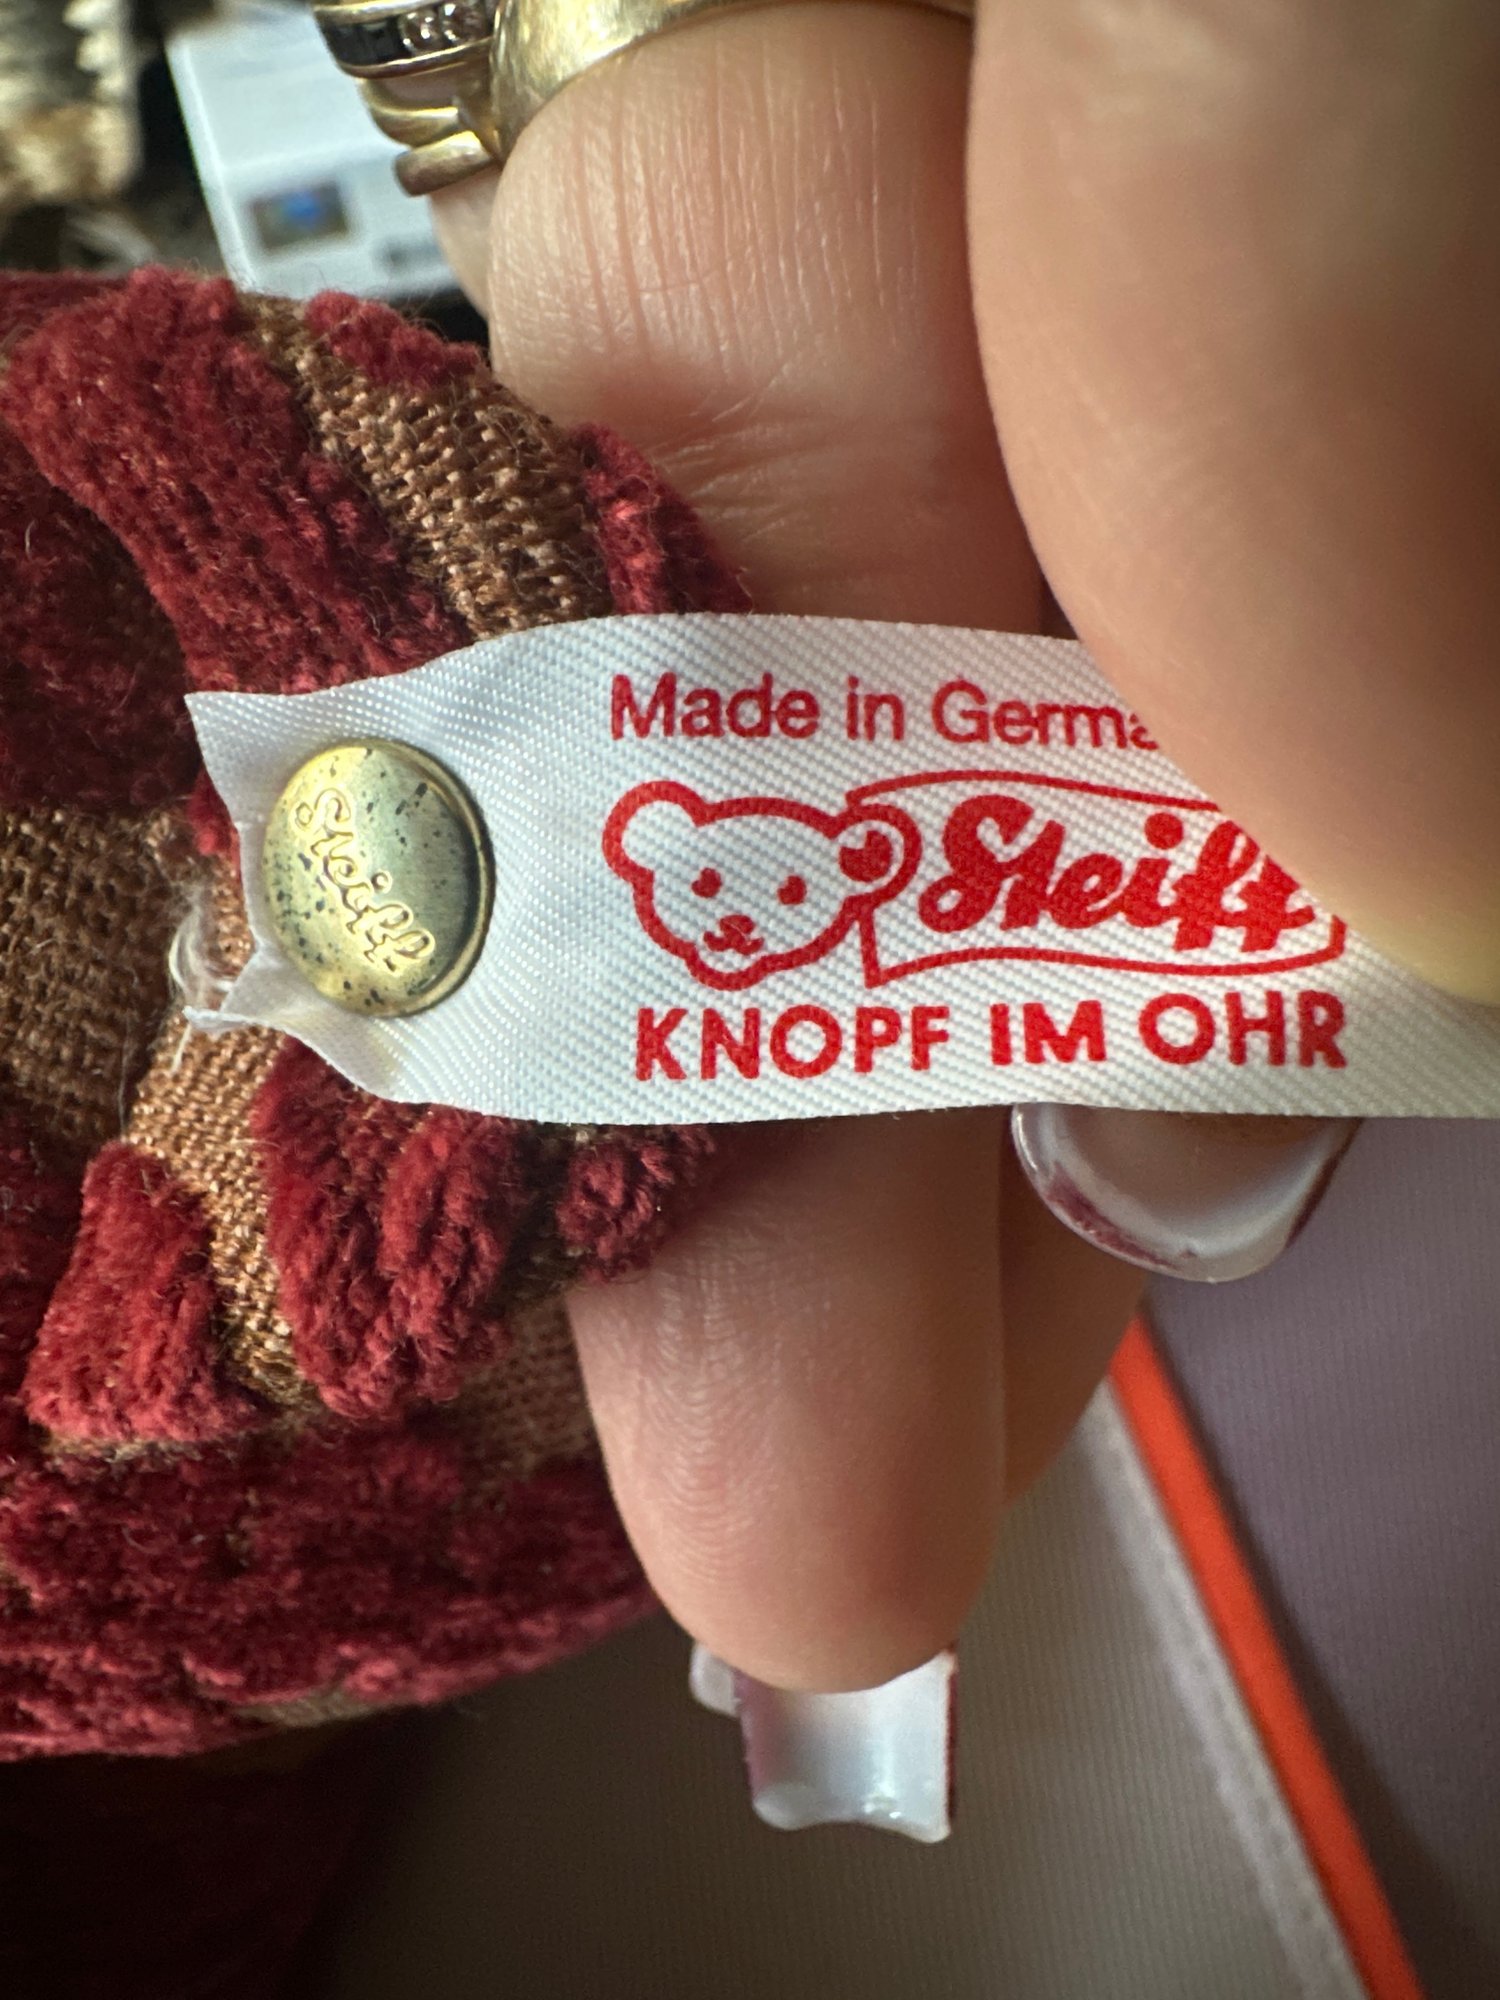 Made in Germa
Steiff
KNOPF IM OHR
Steiff